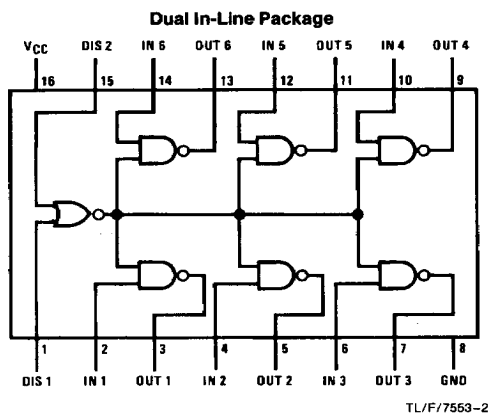 Dual In-Line Package
VCC DIS 2 IN 6 OUT 6 IN 5 OUT 5 IN 4 OUT 4
16 15 14 13 12 11 10 9
1 2 3 4 5 6 7 8
DIS 1 IN 1 OUT 1 IN 2 OUT 2 IN 3 OUT 3 GND
TL/F/7553–2